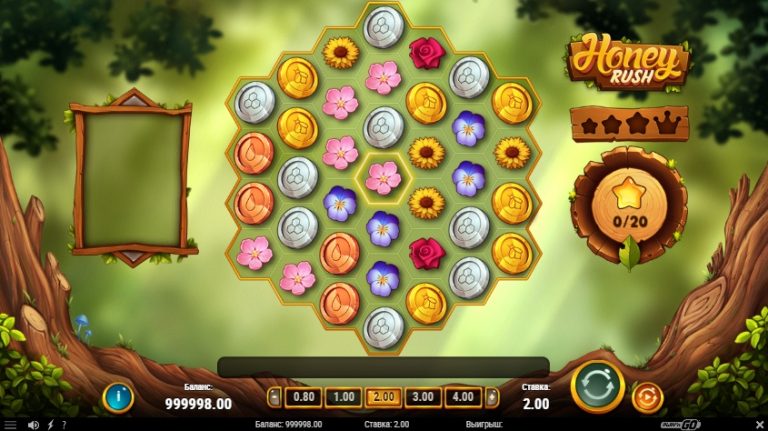 Honey
RUSH
0/20
Баланс:
999998.00
0.80 1.00 2.00 3.00 4.00
Ставка:
2.00
? Баланс: 999998.00 Ставка: 2.00 Выигрыш: PLAY'N GO